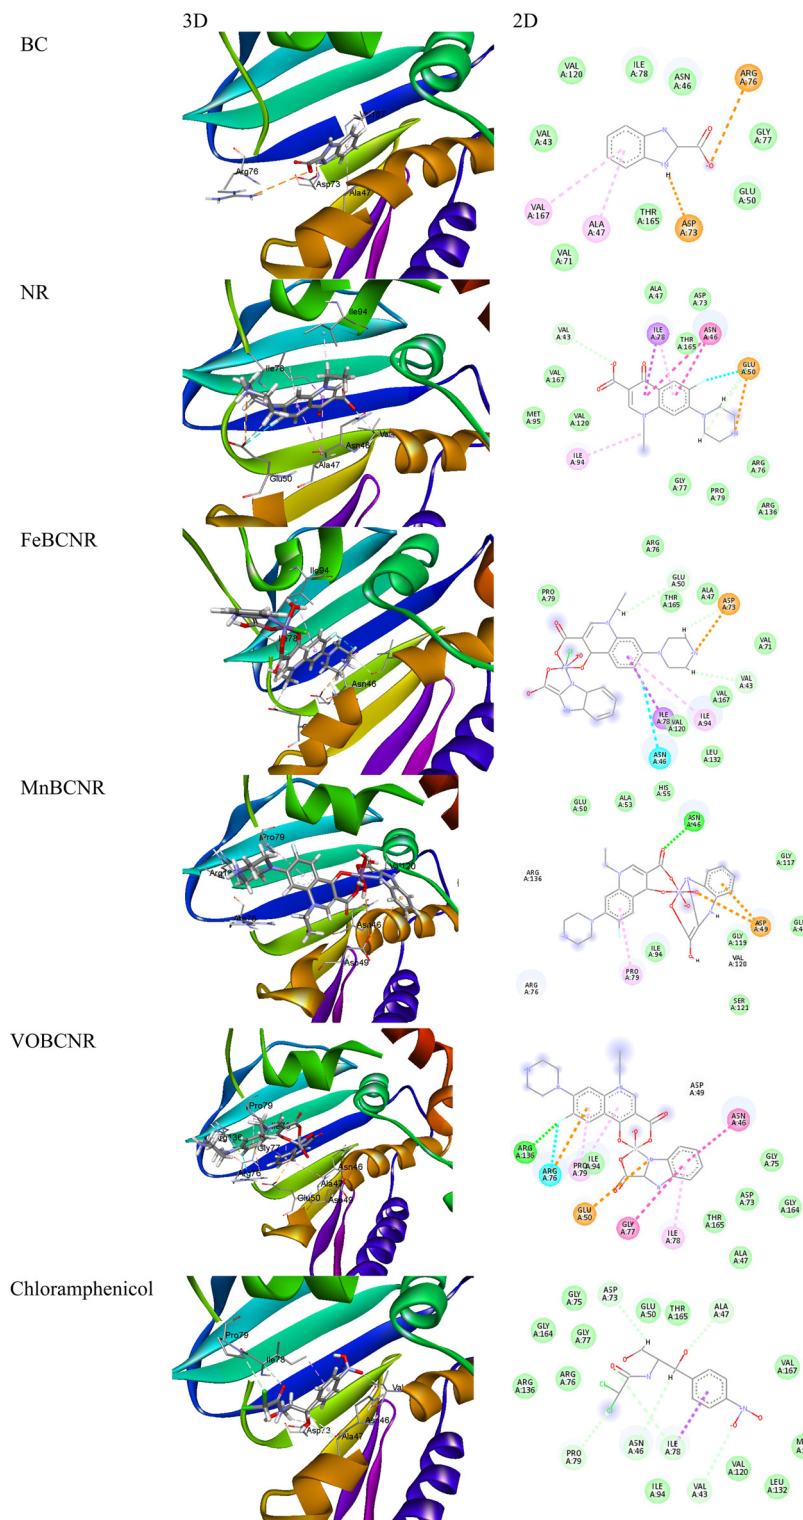 3D
2D
BC
Arg76
Asp73
Ala47
VAL A:120
ILE A:78
ASN A:46
ARG A:76
VAL A:43
GLY A:77
GLU A:50
VAL A:167
ALA A:47
THR A:165
ASP A:73
VAL A:71
NR
Ile94
Ile78
Asn46
Ala47
Glu50
ALA A:47
ASP A:73
VAL A:43
ILE A:78
THR A:165
ASN A:46
GLU A:50
VAL A:167
MET A:95
VAL A:120
ILE A:94
GLY A:77
PRO A:79
ARG A:76
ARG A:136
FeBCNR
Ile94
Asn46
ARG A:76
PRO A:79
GLU A:50
THR A:165
ALA A:47
ASP A:73
VAL A:71
VAL A:43
VAL A:167
ILE A:78
VAL A:120
ILE A:94
ASN A:46
LEU A:132
MnBCNR
Pro79
Asn46
Asp49
GLU A:50
ALA A:53
HIS A:55
ASN A:46
ARG A:136
GLY A:117
ASP A:49
GLY A:119
VAL A:120
ILE A:94
PRO A:79
ARG A:76
SER A:121
VOBCNR
Pro79
Gly77
Arg76
Asn46
Ala47
Glu50
Asp49
ASP A:49
ASN A:46
ARG A:136
ARG A:76
PRO A:79
ILE A:94
GLY A:75
GLU A:50
GLY A:77
ILE A:78
THR A:165
ASP A:73
GLY A:164
ALA A:47
Chloramphenicol
Pro79
Ile78
Asn46
Asp73
Ala47
GLY A:75
ASP A:73
GLU A:50
THR A:165
ALA A:47
GLY A:164
GLY A:77
ARG A:136
ARG A:76
VAL A:167
PRO A:79
ASN A:46
ILE A:78
VAL A:120
ILE A:94
VAL A:43
LEU A:132